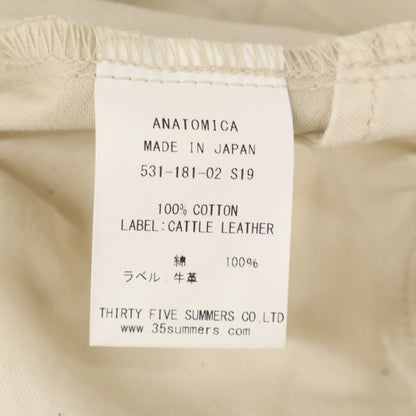 ANATOMICA
MADE IN JAPAN
531-181-02 S19
100% COTTON
LABEL:CATTLE LEATHER
綿 100%
ラベル:牛革
THIRTY FIVE SUMMERS CO.LTD
www.35summers.com